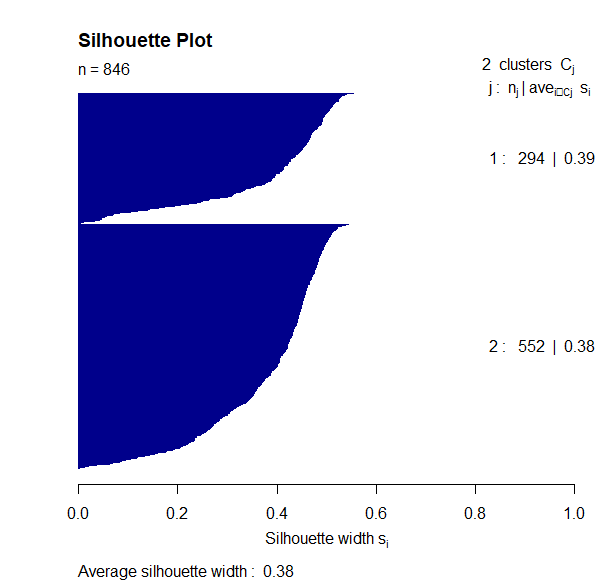 Silhouette Plot
n = 846
2 clusters Cj
j : nj | avei□Cj si
1 : 294 | 0.39
2 : 552 | 0.38
0.0 0.2 0.4 0.6 0.8 1.0
Silhouette width si
Average silhouette width : 0.38